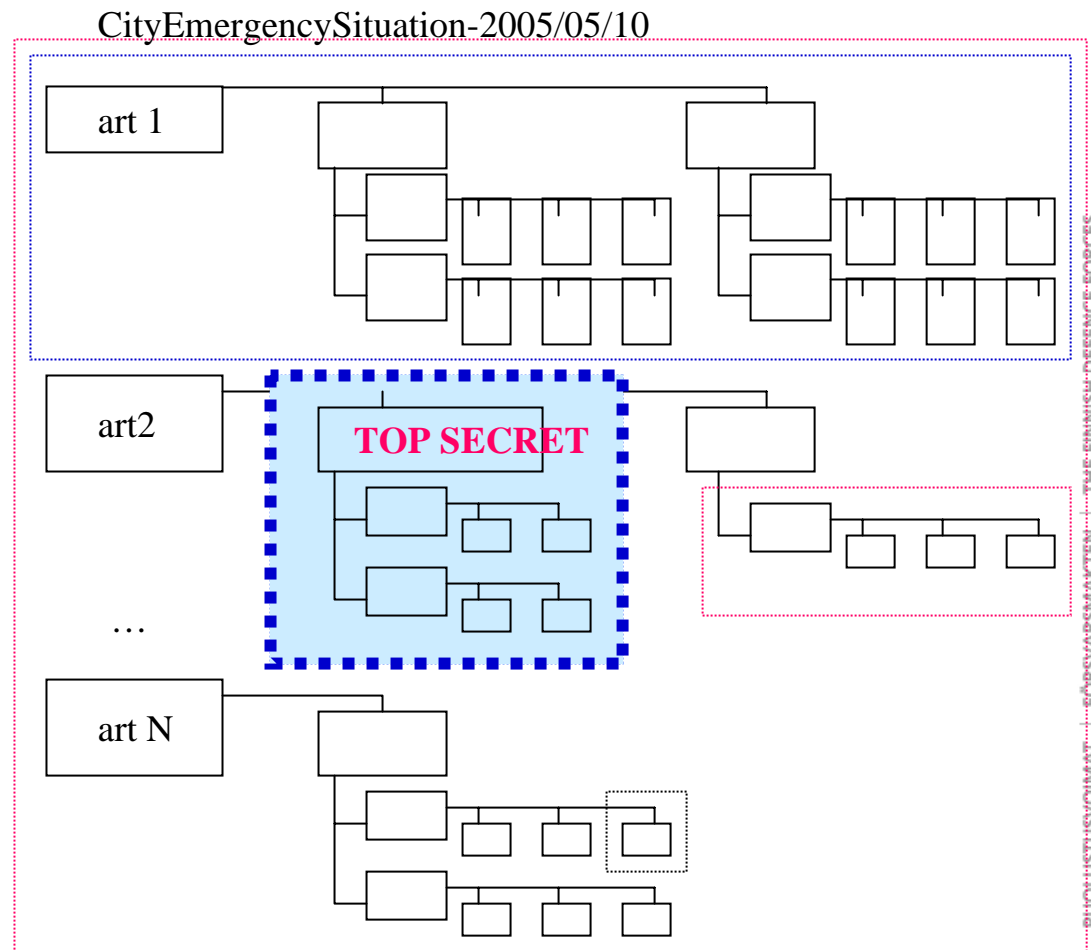 CityEmergencySituation-2005/05/10
art 1
art2
TOP SECRET
…
art N